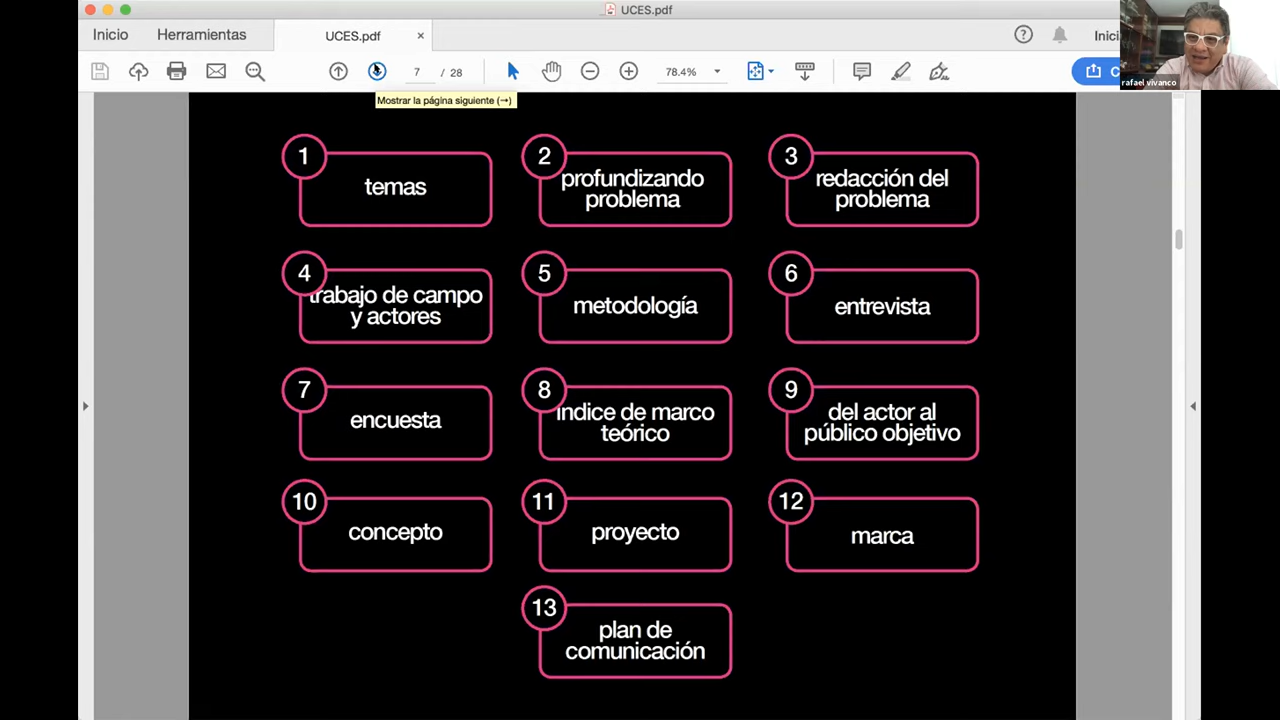 UCES.pdf
Inicio
Herramientas
UCES.pdf
×
?
Inici
7 / 28
78.4%
C
rafael vivanco
Mostrar la página siguiente (→)
1
temas
2
profundizando
problema
3
redacción del
problema
4
trabajo de campo
y actores
5
metodología
6
entrevista
7
encuesta
8
índice de marco
teórico
9
del actor al
público objetivo
10
concepto
11
proyecto
12
marca
13
plan de
comunicación